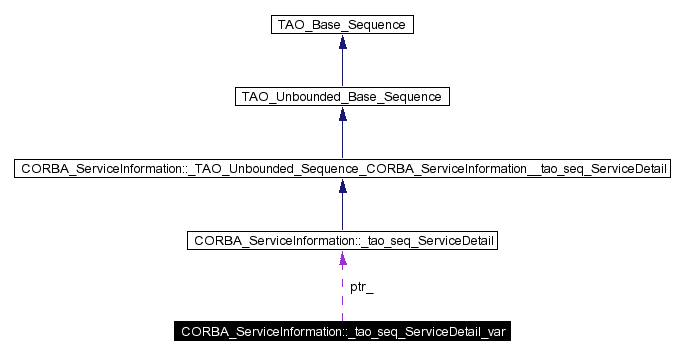 TAO_Base_Sequence
TAO_Unbounded_Base_Sequence
CORBA_ServiceInformation::_TAO_Unbounded_Sequence_CORBA_ServiceInformation__tao_seq_ServiceDetail
CORBA_ServiceInformation::_tao_seq_ServiceDetail
ptr_
CORBA_ServiceInformation::_tao_seq_ServiceDetail_var